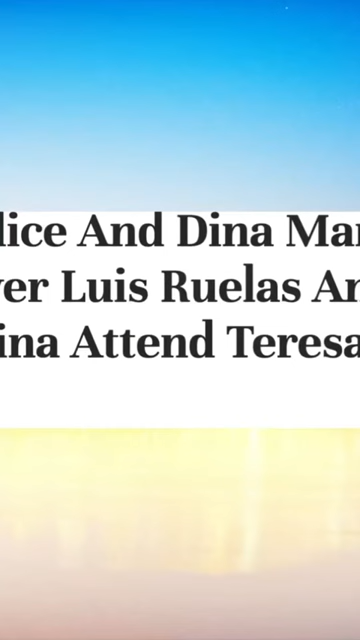 lice And Dina Man
ver Luis Ruelas An
ina Attend Teresa